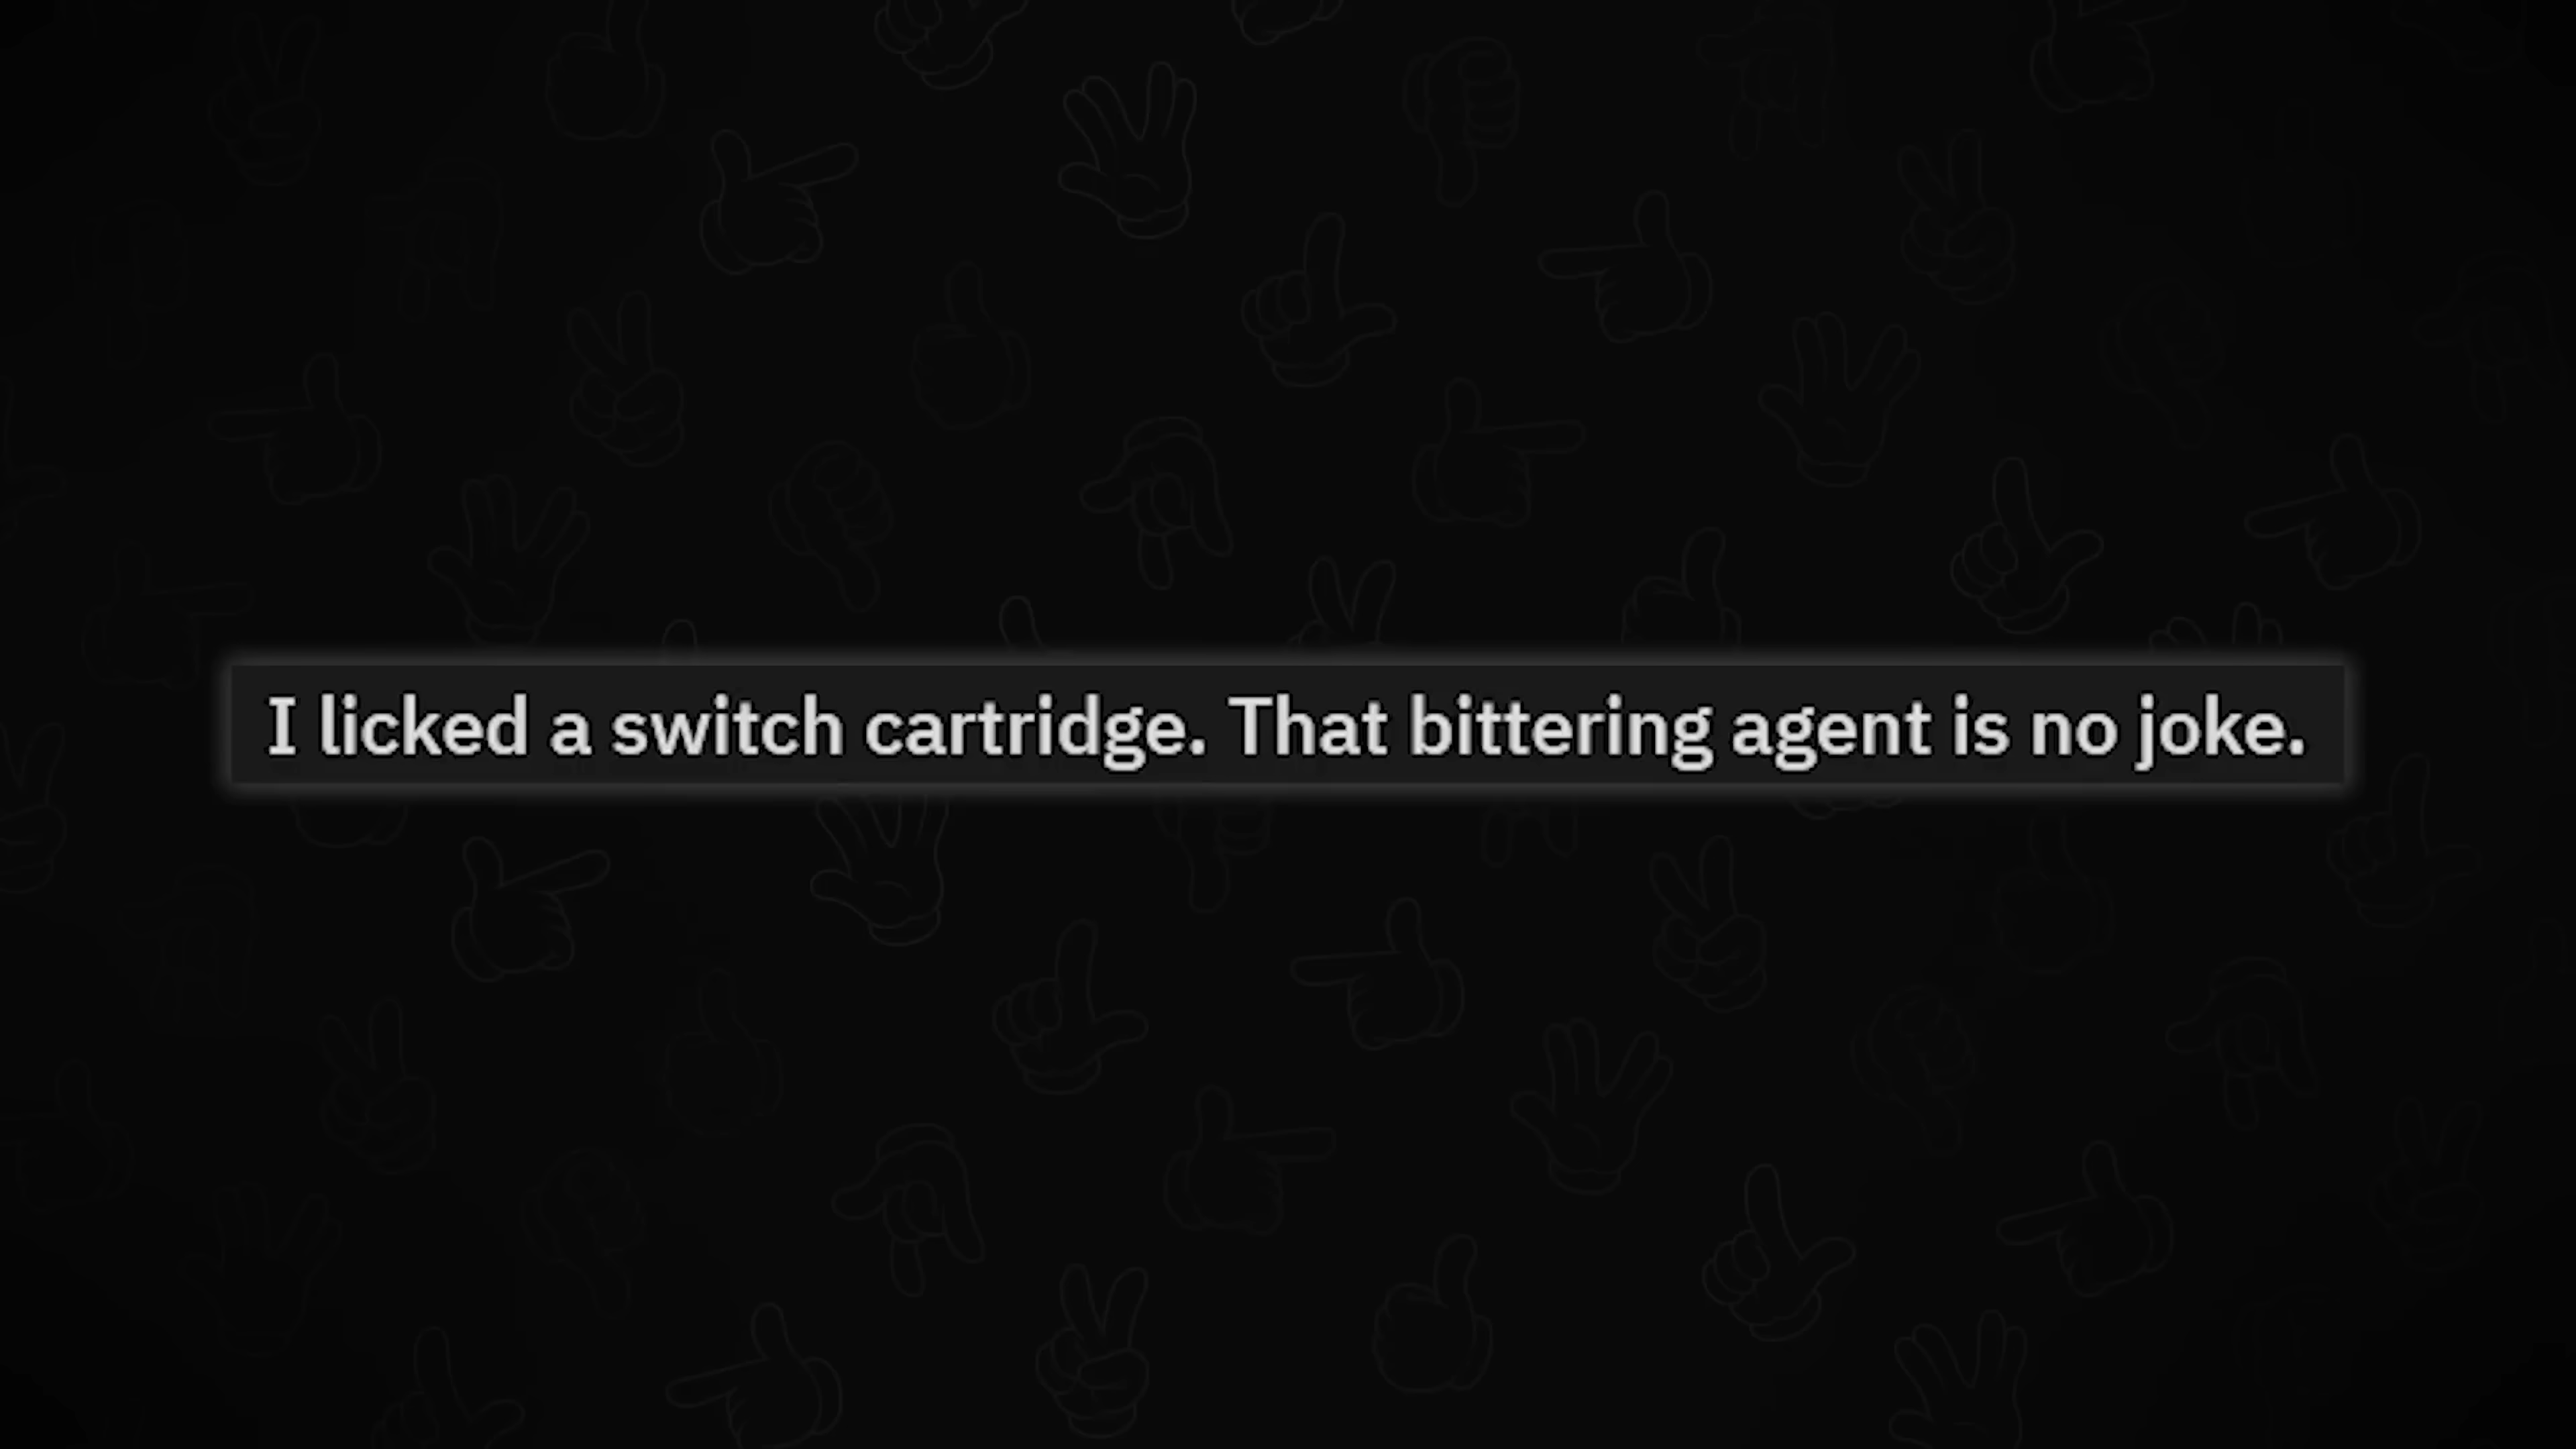 I licked a switch cartridge. That bittering agent is no joke.